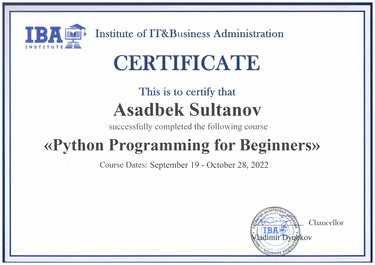 IBA
INSTITUTE
Institute of IT&Business Administration
CERTIFICATE
This is to certify that
Asadbek Sultanov
successfully completed the following course
«Python Programming for Beginners»
Course Dates: September 19 - October 28, 2022
IBA
Chancellor
Vladimir Dyubkov